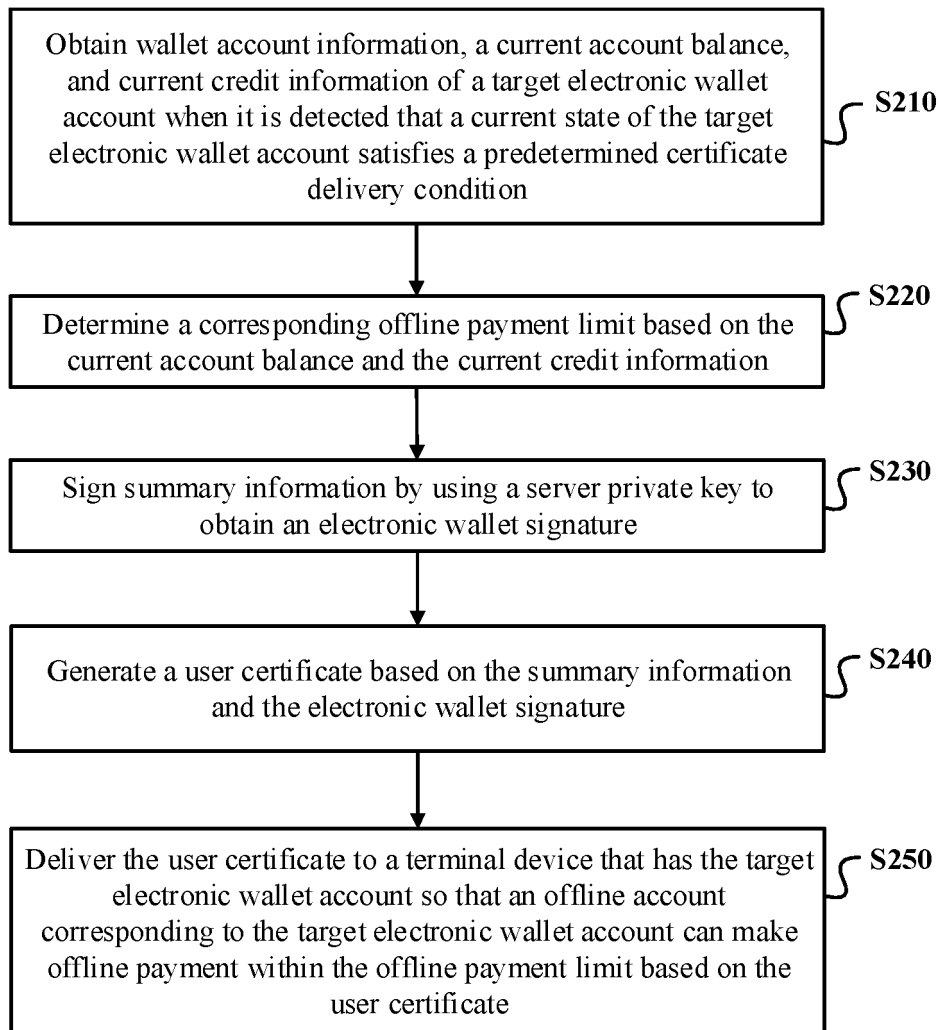 Obtain wallet account information, a current account balance,
and current credit information of a target electronic wallet
account when it is detected that a current state of the target
electronic wallet account satisfies a predetermined certificate
delivery condition
S210
Determine a corresponding offline payment limit based on the
current account balance and the current credit information
S220
Sign summary information by using a server private key to
obtain an electronic wallet signature
S230
Generate a user certificate based on the summary information
and the electronic wallet signature
S240
Deliver the user certificate to a terminal device that has the target
electronic wallet account so that an offline account
corresponding to the target electronic wallet account can make
offline payment within the offline payment limit based on the
user certificate
S250